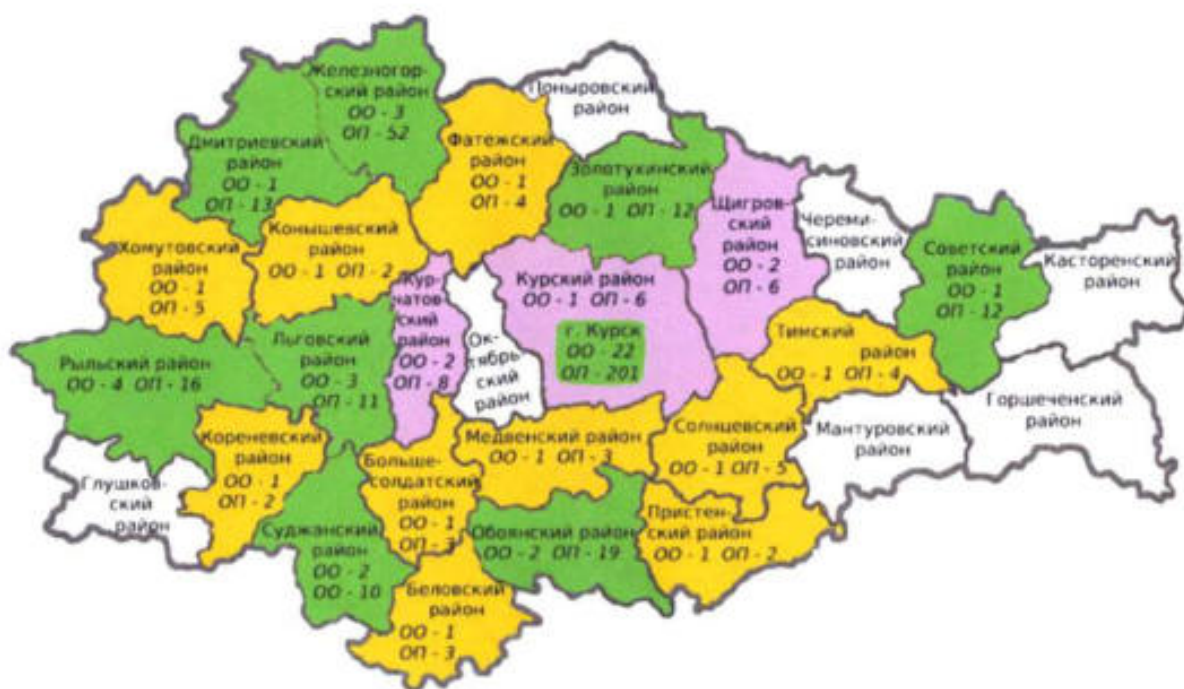 Железногор-
ский район
ОО - 3
ОП - 52
Поныровский
район
Дмитриевский
район
ОО - 1
ОП - 13
Фатежский
район
ОО - 1
ОП - 4
Золотухинский
район
ОО - 1 ОП - 12
Щигров-
ский
район
ОО - 2
ОП - 6
Череми-
синовский
район
Советский
район
ОО - 1
ОП - 12
Касторенский
район
Хомутовский
район
ОО - 1
ОП - 5
Конышевский
район
ОО - 1 ОП - 2
Кур-
чатов-
ский
район
ОО - 2
ОП - 8
Ок-
тябрь-
ский
район
Курский район
ОО - 1 ОП - 6
г. Курск
ОО - 22
ОП - 201
Тимский
район
ОО - 1 ОП - 4
Рыльский район
ОО - 4 ОП - 16
Льговский
район
ОО - 3
ОП - 11
Горшеченский
район
Мантуровский
район
Солнцевский
район
ОО - 1 ОП - 5
Медвенский район
ОО - 1 ОП - 3
Кореневский
район
ОО - 1
ОП - 2
Больше-
солдатский
район
ОО - 1
ОП - 3
Глушков-
ский
район
Суджанский
район
ОО - 2
ОО - 10
Обоянский район
ОО - 2 ОП - 19
Пристен-
ский район
ОО - 1 ОП - 2
Беловский
район
ОО - 1
ОП - 3